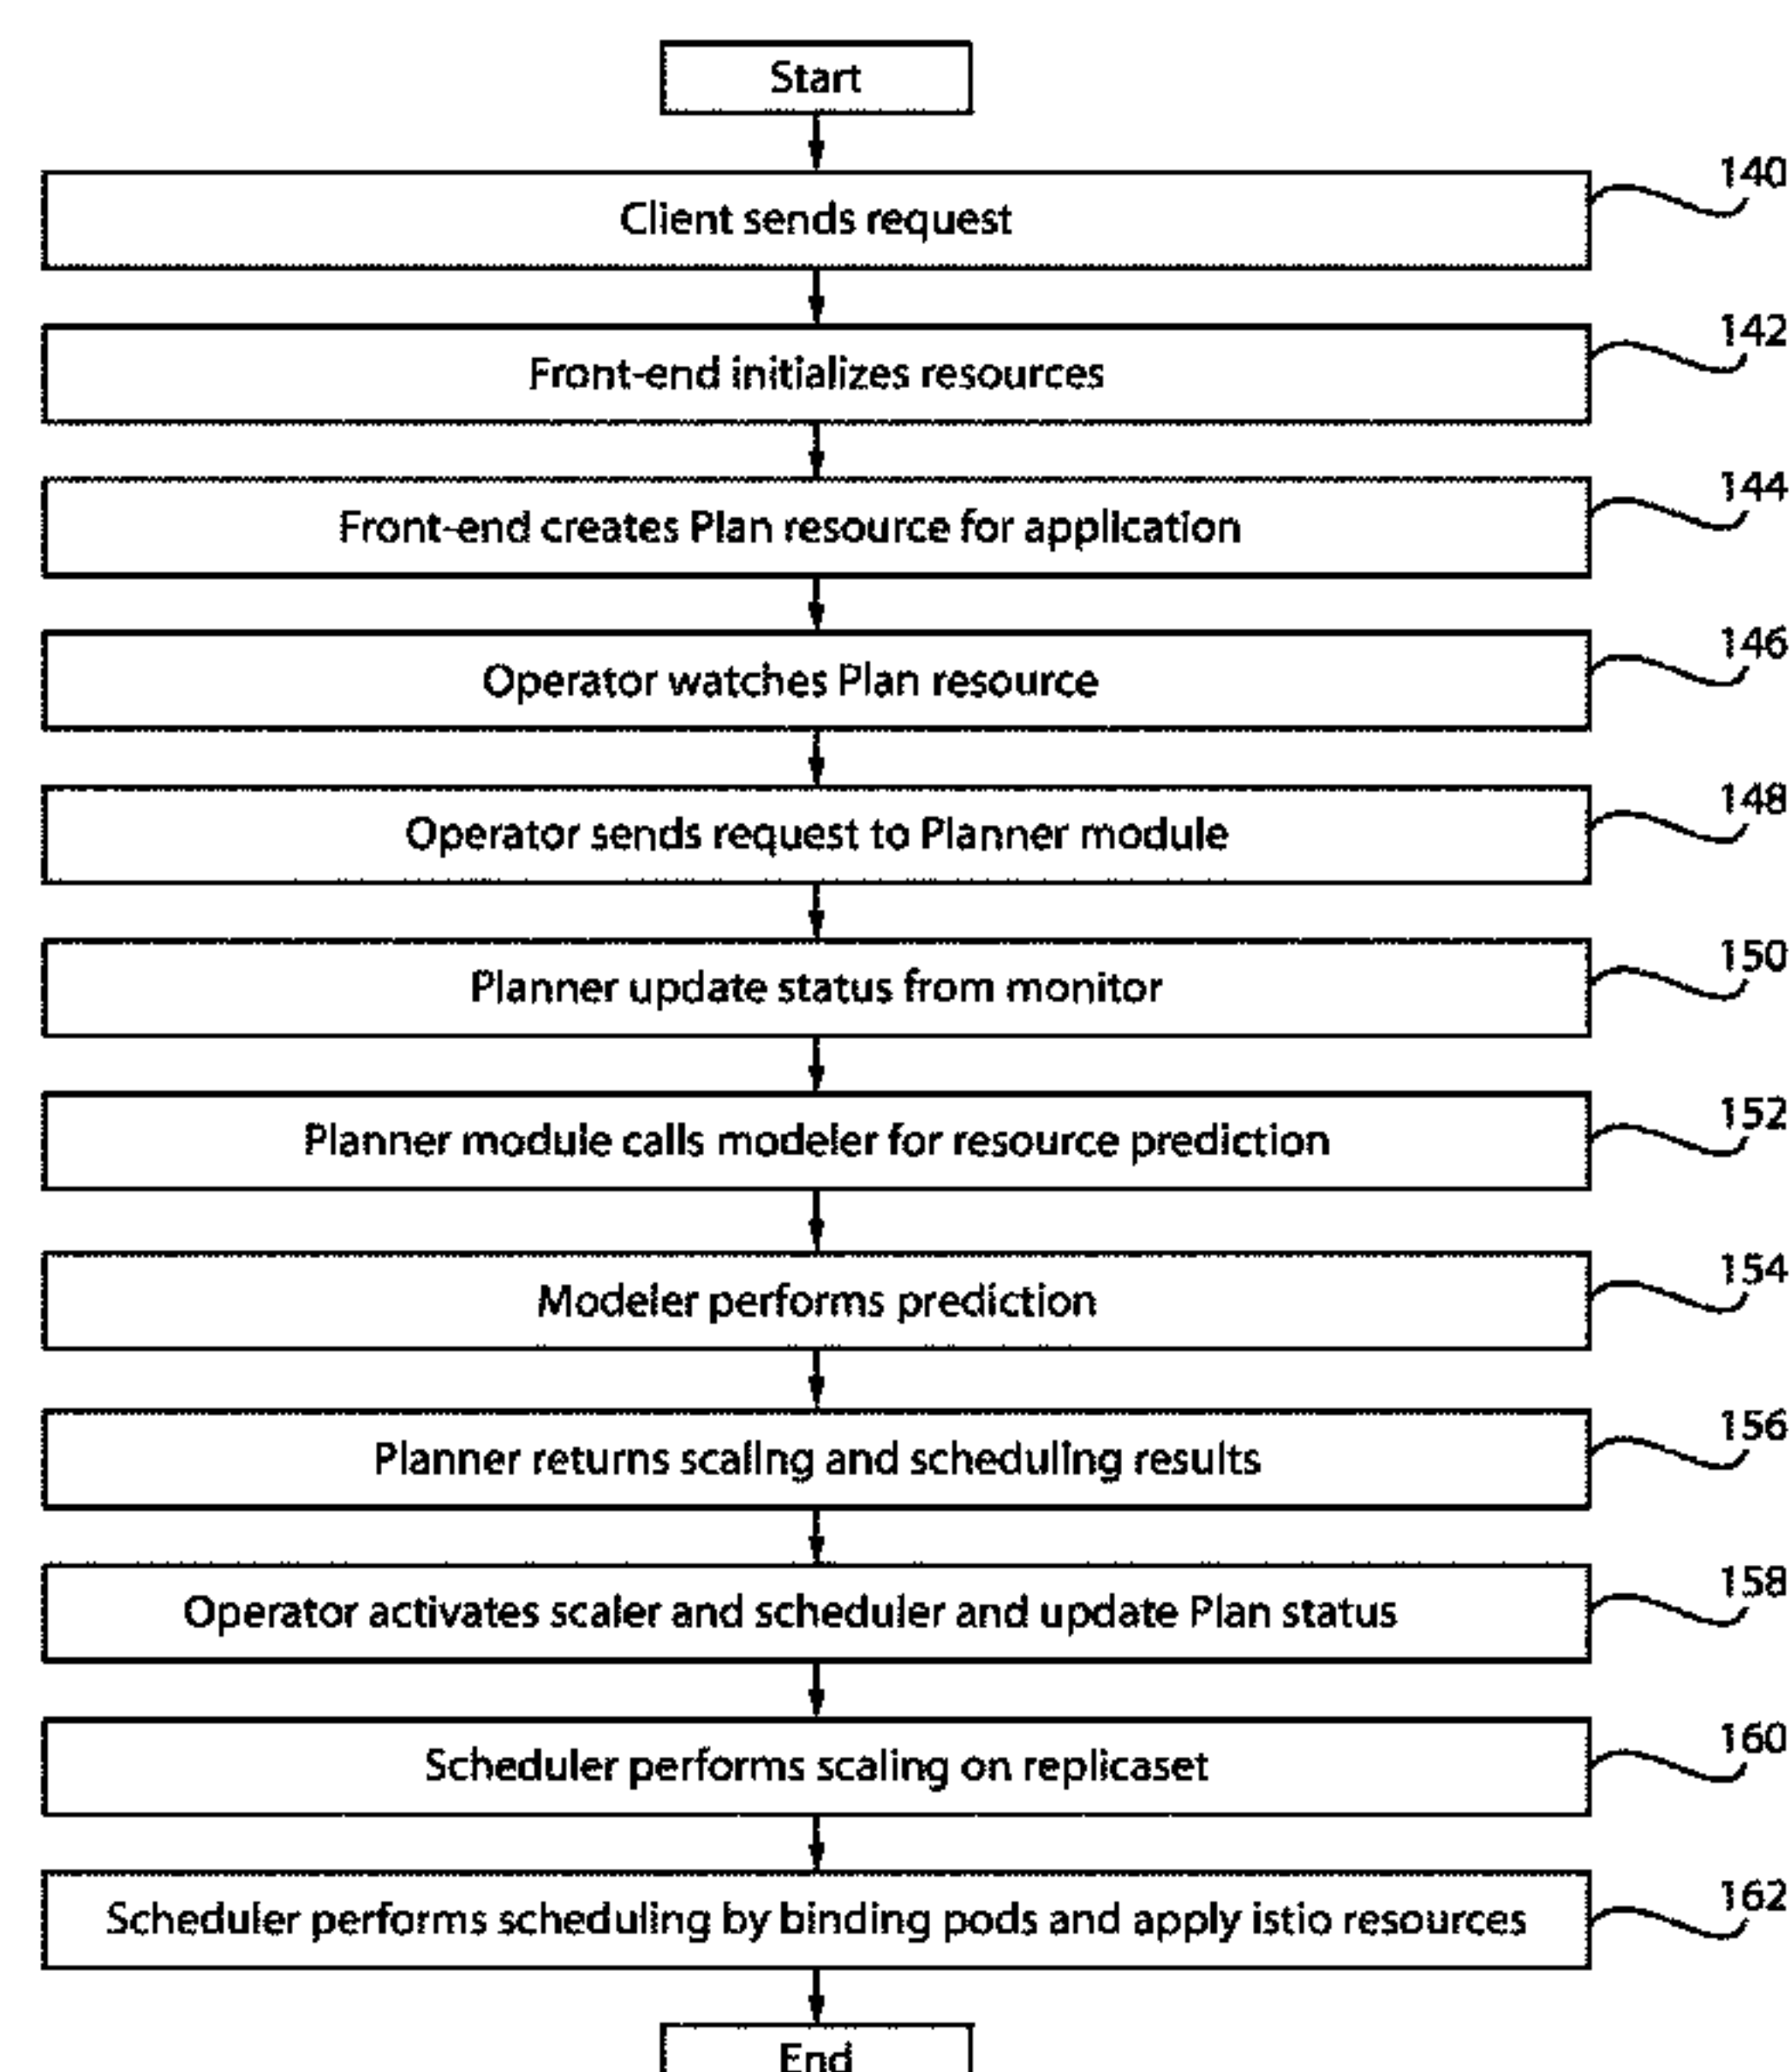 Start
140
Client sends request
142
Front-end initializes resources
144
Front-end creates Plan resource for application
146
Operator watches Plan resource
148
Operator sends request to Planner module
150
Planner update status from monitor
152
Planner module calls modeler for resource prediction
154
Modeler performs prediction
156
Planner returns scaling and scheduling results
158
Operator activates scaler and scheduler and update Plan status
160
Scheduler performs scaling on replicaset
162
Scheduler performs scheduling by binding pods and apply istio resources
End